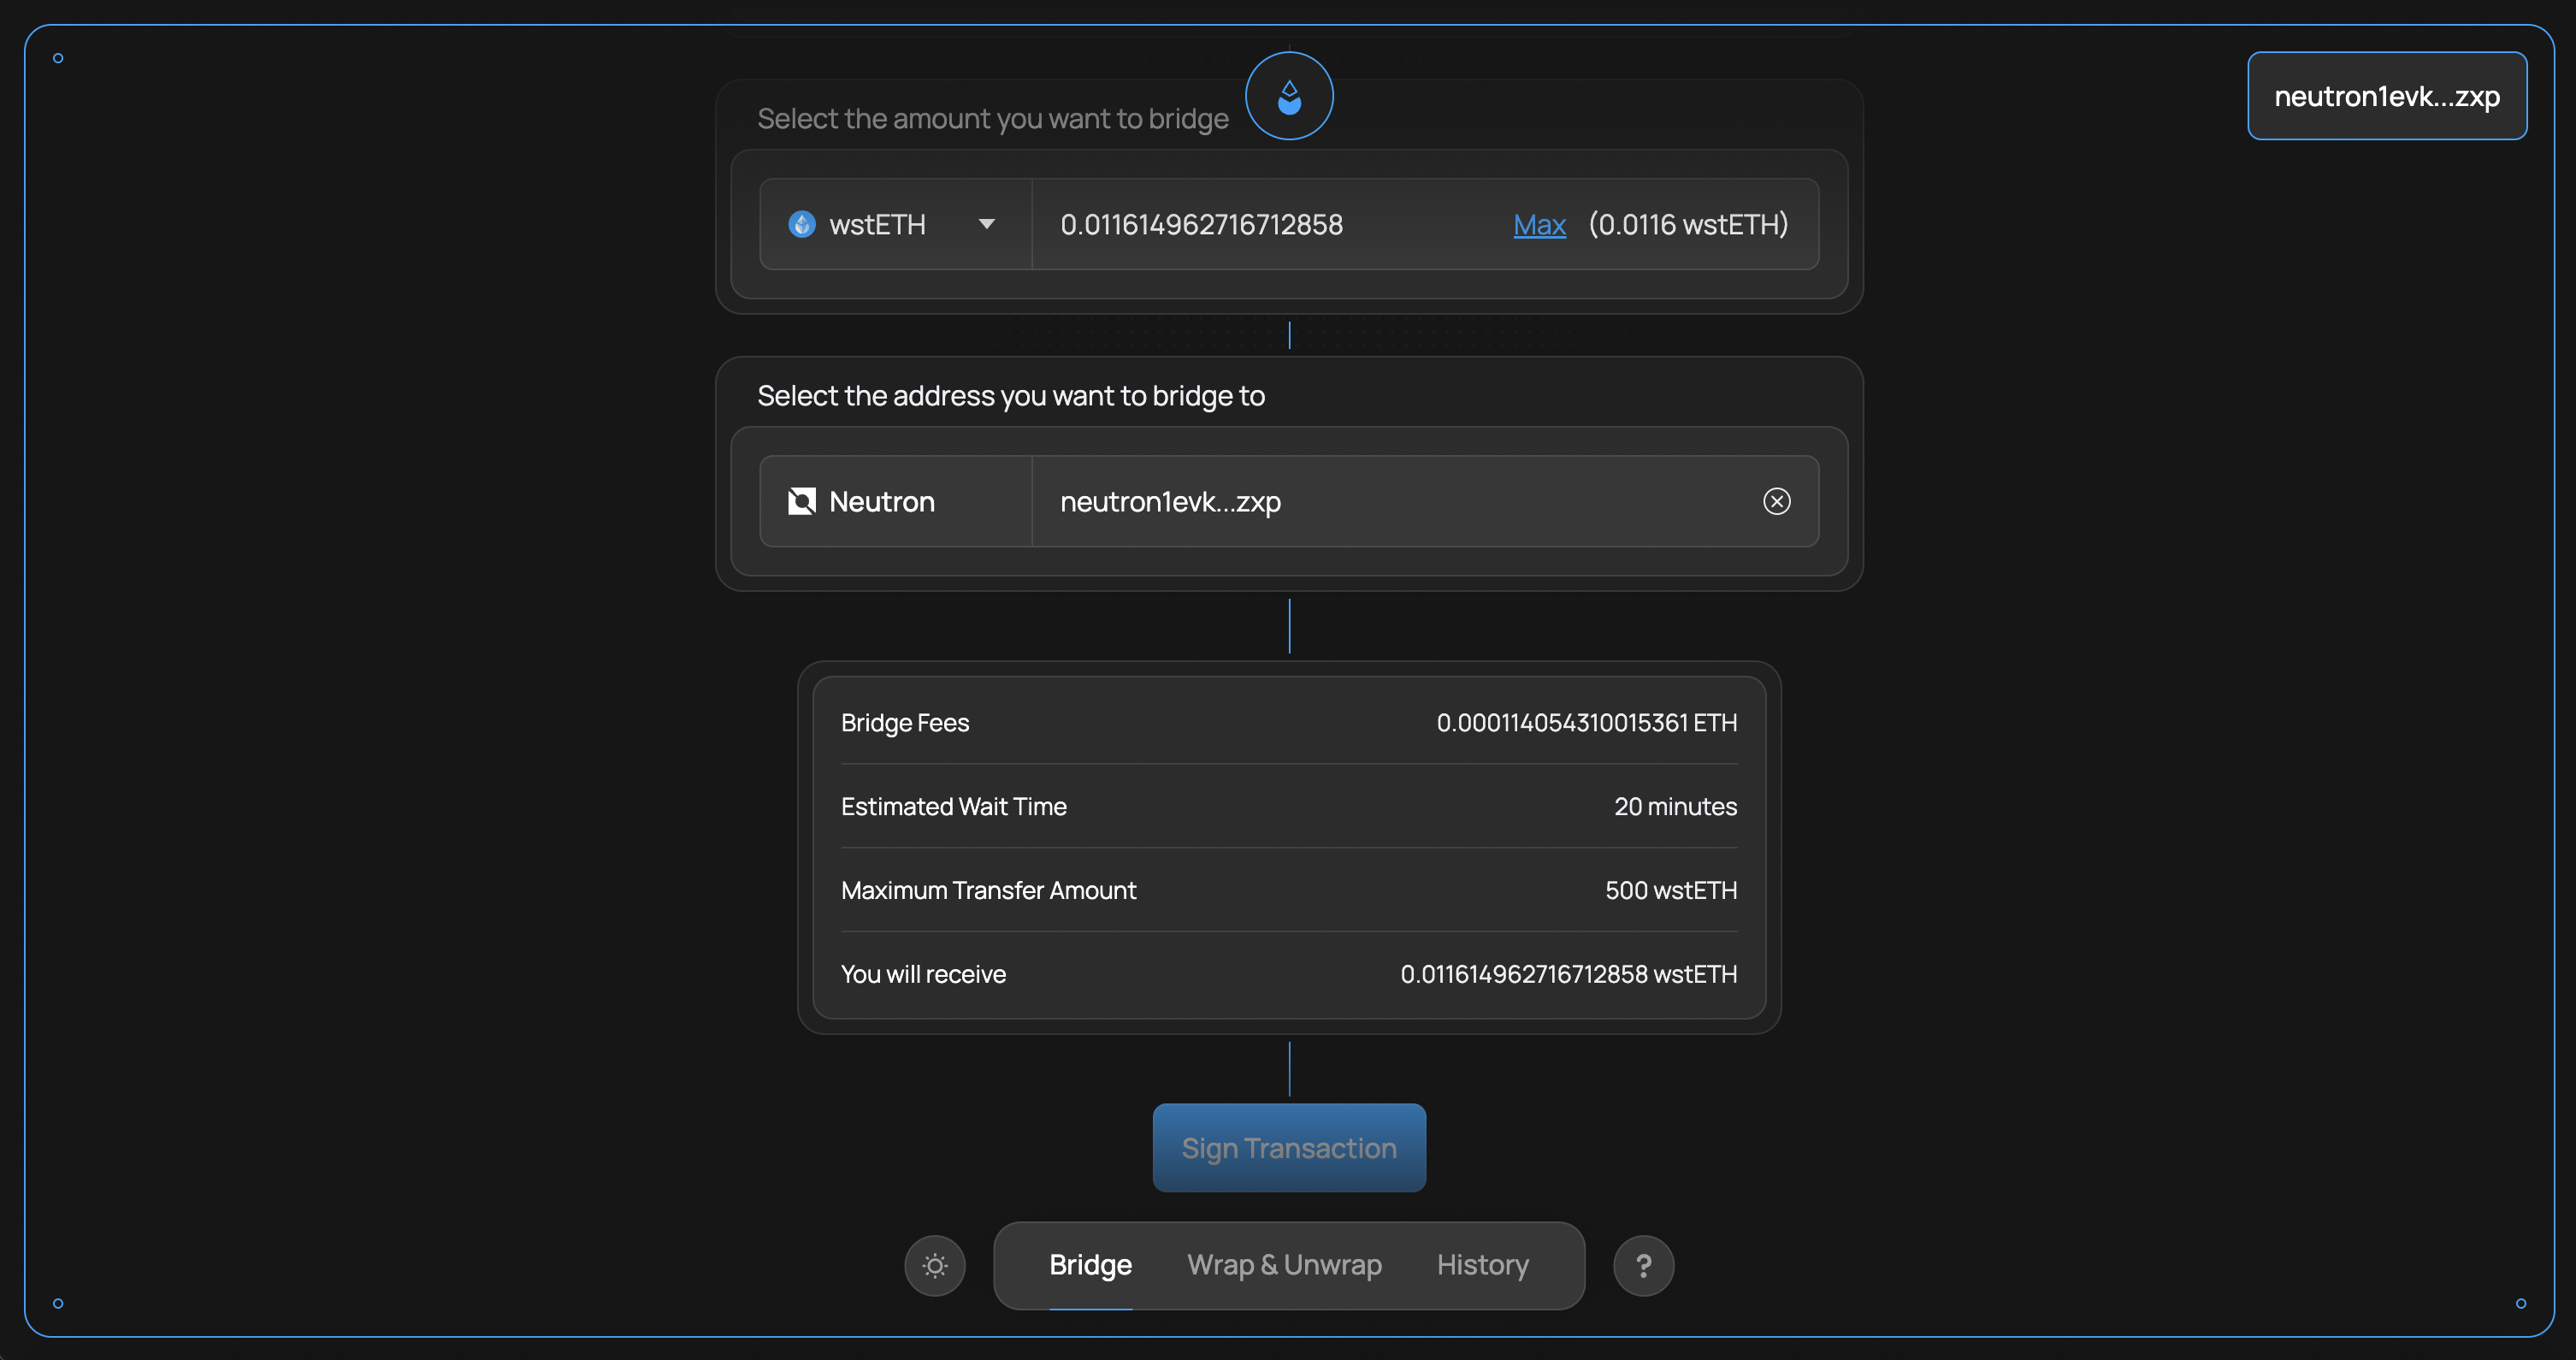 neutron1evk...zxp
Select the amount you want to bridge
wstETH 0.011614962716712858 Max (0.0116 wstETH)
Select the address you want to bridge to
Neutron neutron1evk...zxp
Bridge Fees 0.000114054310015361 ETH
Estimated Wait Time 20 minutes
Maximum Transfer Amount 500 wstETH
You will receive 0.011614962716712858 wstETH
Sign Transaction
Bridge Wrap & Unwrap History ?